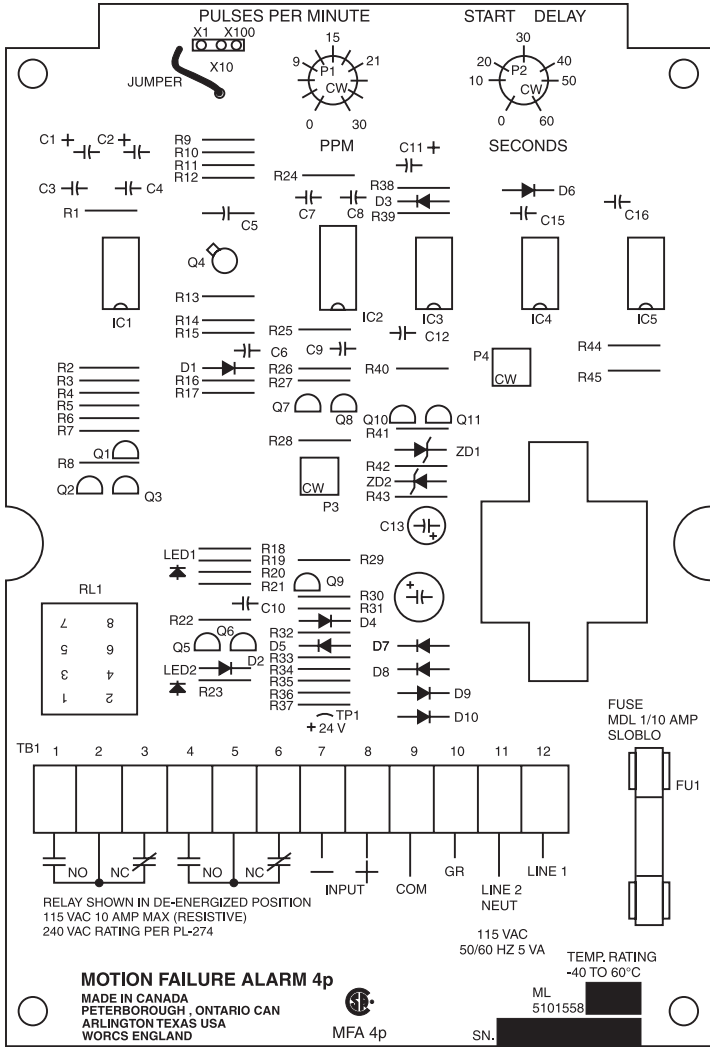 PULSES PER MINUTE
START DELAY
X1 X100
X10
JUMPER
15
9 P1 21
CW
0 30
PPM
30
20 P2 40
10 CW 50
0 60
SECONDS
C1 + C2 +
C3 C4
R1
R9
R10
R11
R12
C5
R24
C7 C8
C11 +
R38
D3
R39
D6
C15
C16
Q4
IC1
IC2
IC3
IC4
IC5
R13
R14
R15
C6
D1
R16
R17
R25
C9
R26
R27
Q7
Q8
R28
CW
P3
C12
R40
Q10 Q11
R41
ZD1
R42
ZD2
R43
C13
+
P4
CW
R44
R45
R2
R3
R4
R5
R6
R7
Q1
R8
Q2 Q3
LED1
R18
R19
R20
R21
C10
R22
Q6
Q5
D2
LED2
R23
R29
Q9
R30
R31
D4
R32
D5
R33
R34
R35
R36
R37
TP1
+ 24 V
+
D7
D8
D9
D10
RL1
7 8
5 6
3 4
1 2
FUSE
MDL 1/10 AMP
SLOBLO
FU1
TB1 1 2 3 4 5 6 7 8 9 10 11 12
NO NC NO NC
— +
INPUT
COM
GR
LINE 2
NEUT
LINE 1
RELAY SHOWN IN DE-ENERGIZED POSITION
115 VAC 10 AMP MAX (RESISTIVE)
240 VAC RATING PER PL-274
115 VAC
50/60 HZ 5 VA
TEMP. RATING
-40 TO 60°C
MOTION FAILURE ALARM 4p
MADE IN CANADA
PETERBOROUGH , ONTARIO CAN
ARLINGTON TEXAS USA
WORCS ENGLAND
MFA 4p
ML
5101558
SN.